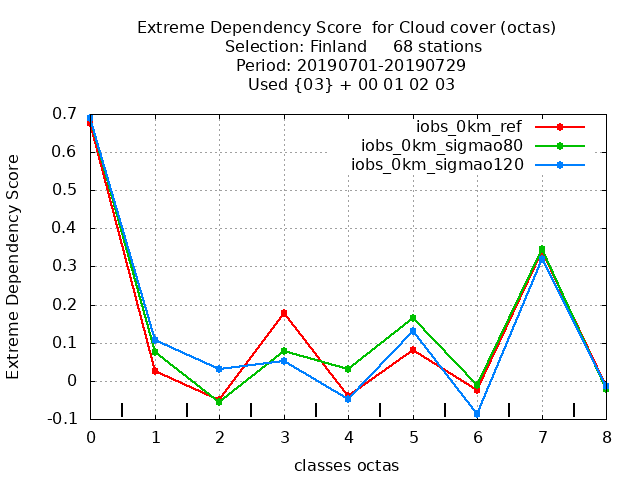 Extreme Dependency Score  for Cloud cover (octas)
Selection: Finland     68 stations
Period: 20190701-20190729
Used {03} + 00 01 02 03
iobs_0km_ref
iobs_0km_sigmao80
iobs_0km_sigmao120
Extreme Dependency Score
0.7
0.6
0.5
0.4
0.3
0.2
0.1
0
-0.1
0 1 2 3 4 5 6 7 8
classes octas